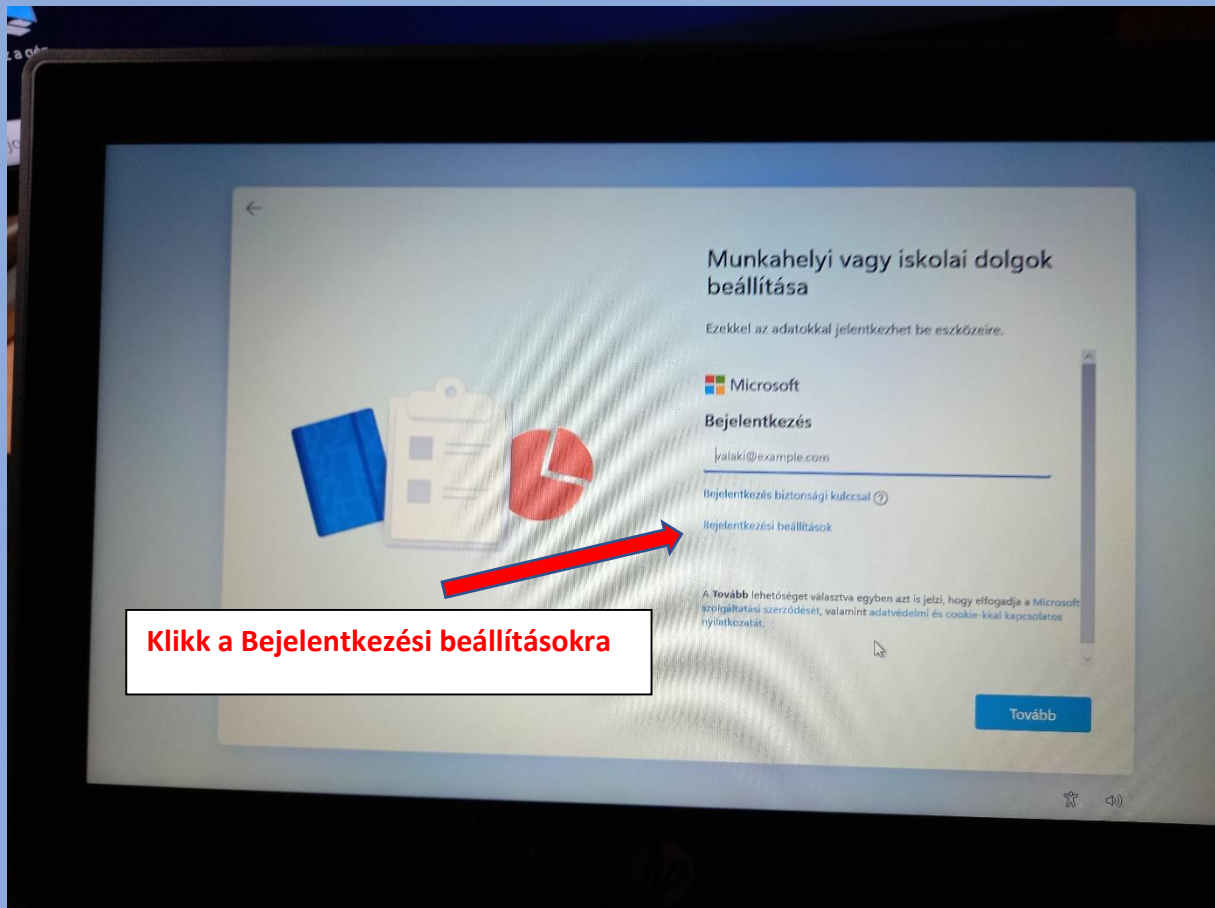 Munkahelyi vagy iskolai dolgok
beállítása
Ezekkel az adatokkal jelentkezhet be eszközeire.
Microsoft
Bejelentkezés
valaki@example.com
Bejelentkezés biztonsági kulccsal
Bejelentkezési beállítások
A Tovább lehetőséget választva egyben azt is jelzi, hogy elfogadja a Microsoft
szolgáltatási szerződését, valamint adatvédelmi és cookie-kkal kapcsolatos
nyilatkozatát.
Klikk a Bejelentkezési beállításokra
Tovább
hp